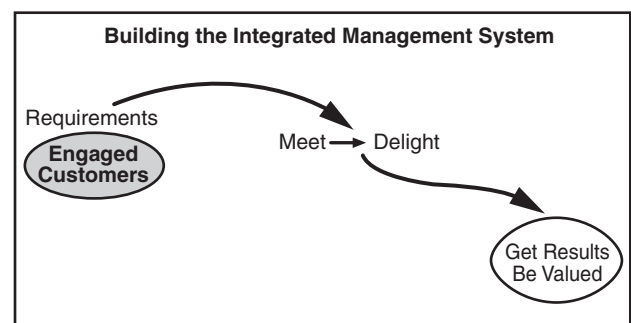 Building the Integrated Management System
Requirements
Engaged
Customers
Meet
Delight
Get Results
Be Valued